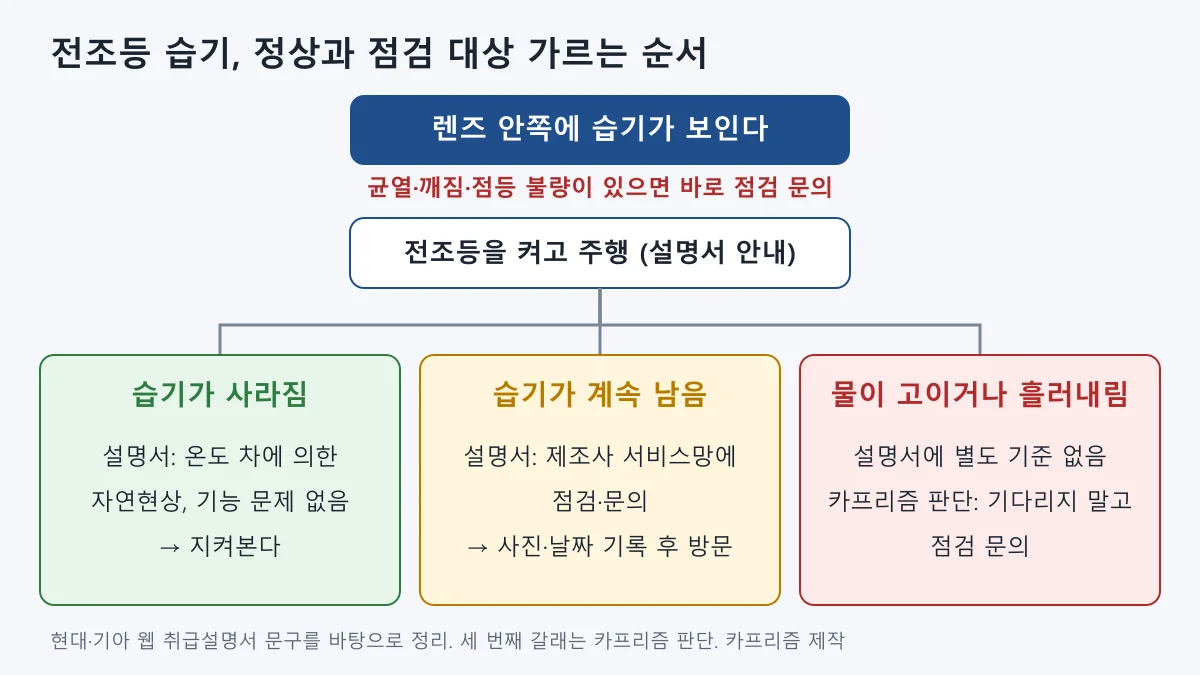 전조등 습기, 정상과 점검 대상 가르는 순서
렌즈 안쪽에 습기가 보인다
균열·깨짐·점등 불량이 있으면 바로 점검 문의
전조등을 켜고 주행 (설명서 안내)
습기가 사라짐
설명서: 온도 차에 의한
자연현상, 기능 문제 없음
→ 지켜본다
습기가 계속 남음
설명서: 제조사 서비스망에
점검·문의
→ 사진·날짜 기록 후 방문
물이 고이거나 흘러내림
설명서에 별도 기준 없음
카프리즘 판단: 기다리지 말고
점검 문의
현대·기아 웹 취급설명서 문구를 바탕으로 정리. 세 번째 갈래는 카프리즘 판단. 카프리즘 제작